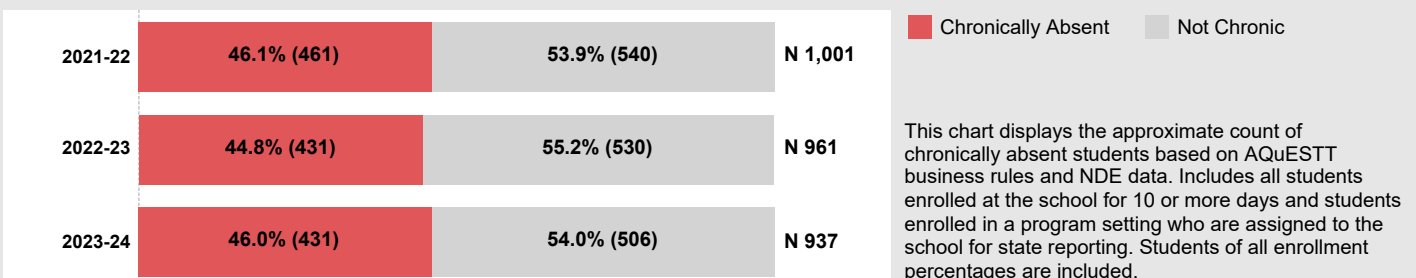 Chronically Absent Not Chronic
2021-22 46.1% (461) 53.9% (540) N 1,001
2022-23 44.8% (431) 55.2% (530) N 961
2023-24 46.0% (431) 54.0% (506) N 937
This chart displays the approximate count of
chronically absent students based on AQuESTT
business rules and NDE data. Includes all students
enrolled at the school for 10 or more days and students
enrolled in a program setting who are assigned to the
school for state reporting. Students of all enrollment
percentages are included.